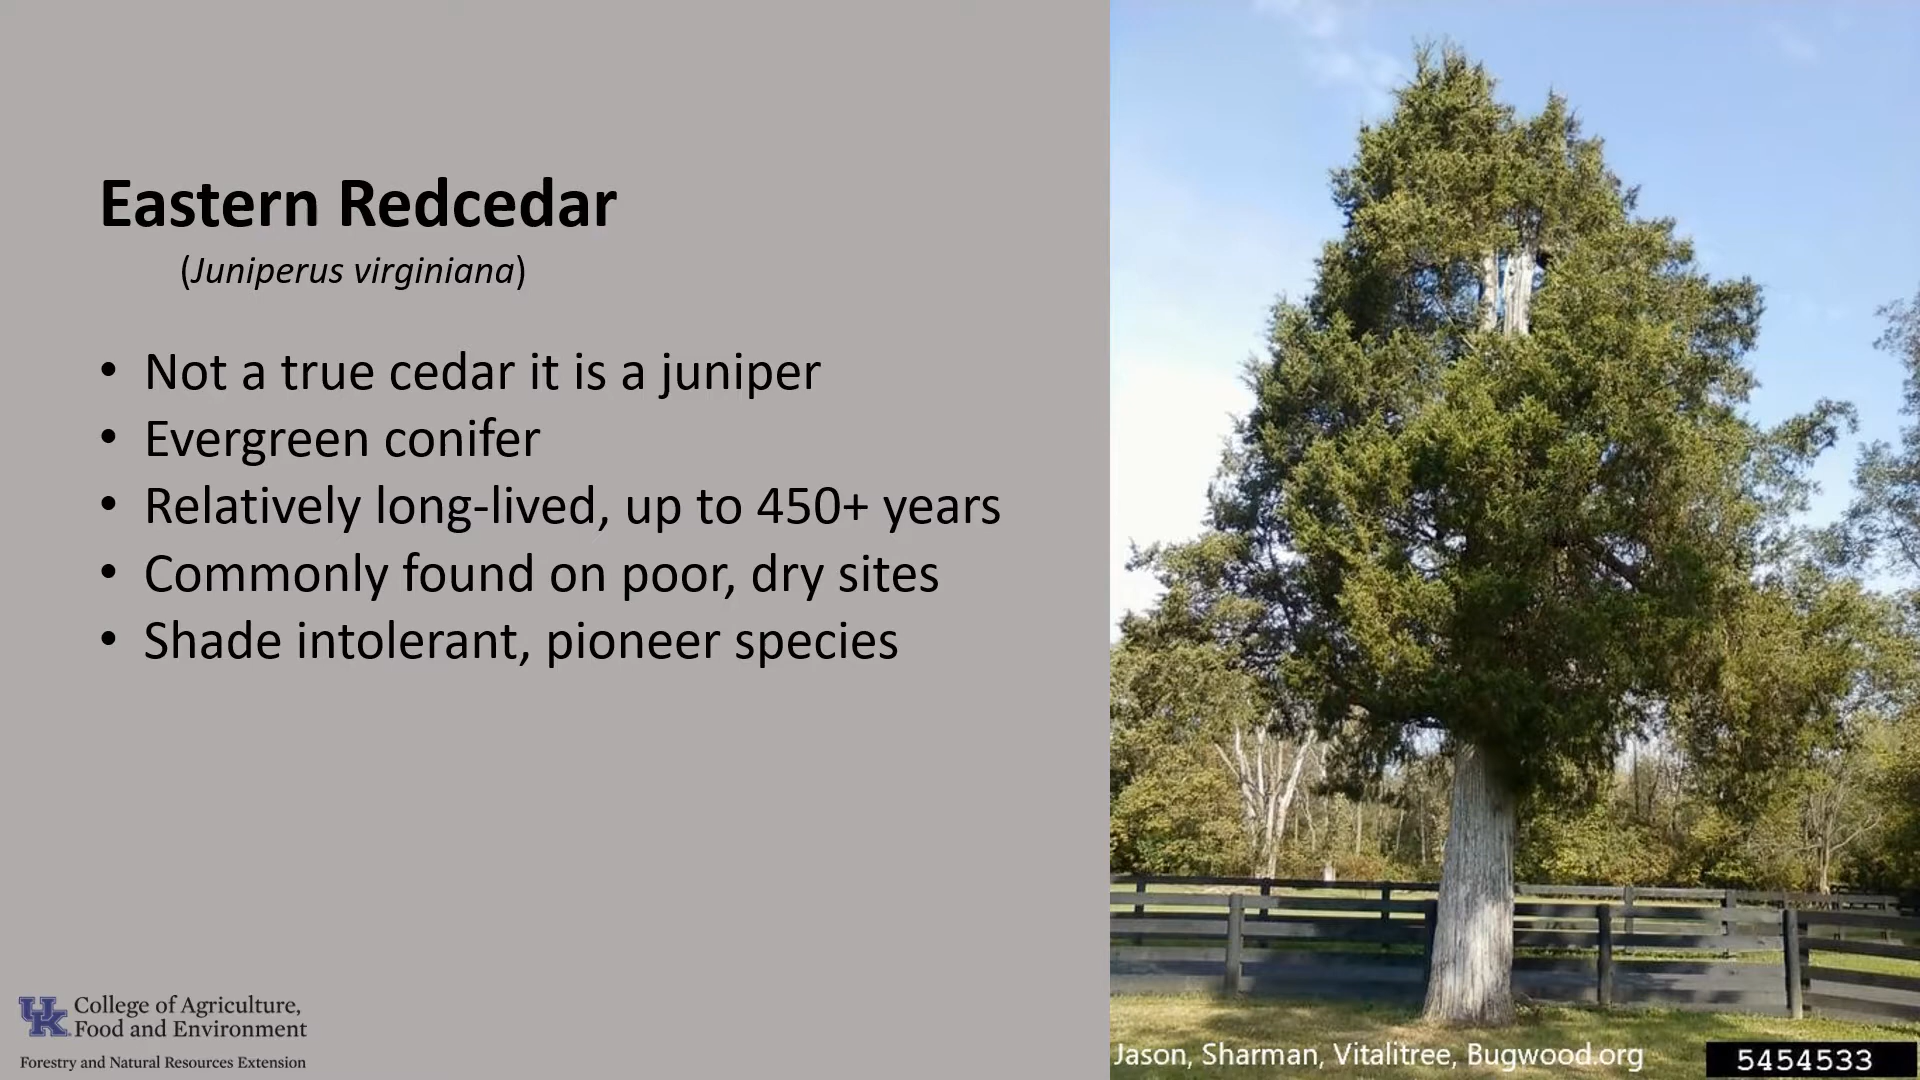 Eastern Redcedar
(Juniperus virginiana)
• Not a true cedar it is a juniper
• Evergreen conifer
• Relatively long-lived, up to 450+ years
• Commonly found on poor, dry sites
• Shade intolerant, pioneer species
UK College of Agriculture,
Food and Environment
Forestry and Natural Resources Extension
Jason, Sharman, Vitalitree, Bugwood.org
5454533